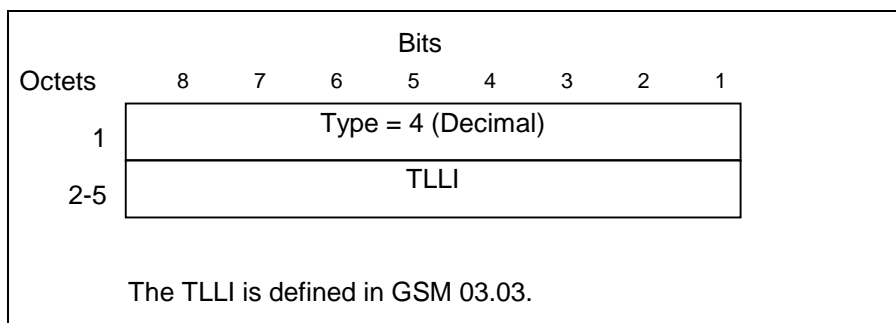 Bits
Octets 8 7 6 5 4 3 2 1
1 Type = 4 (Decimal)
2-5 TLLI
The TLLI is defined in GSM 03.03.